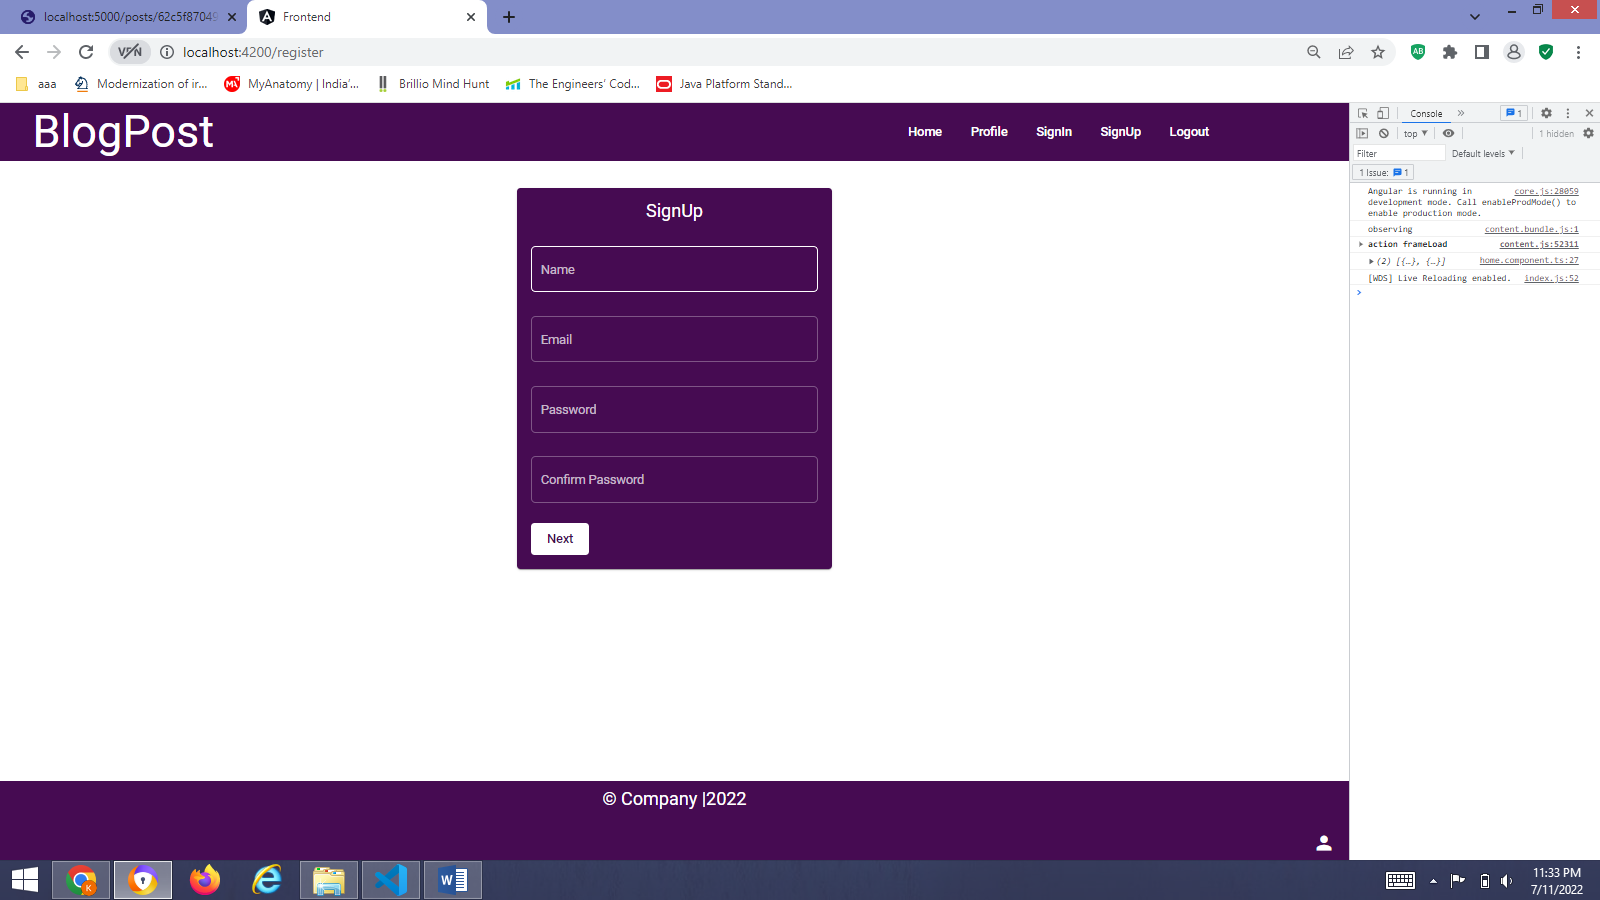 localhost:5000/posts/62c5f87049
Frontend
VPN
localhost:4200/register
aaa
Modernization of ir...
MyAnatomy | India'...
Brillio Mind Hunt
The Engineers' Cod...
Java Platform Stand...
BlogPost
Home
Profile
SignIn
SignUp
Logout
SignUp
Name
Email
Password
Confirm Password
Next
© Company |2022
Console
1
top
1 hidden
Filter
Default levels
1 Issue: 1
Angular is running in core.js:28059
development mode. Call enableProdMode() to
enable production mode.
observing content.bundle.js:1
action frameLoad content.js:52311
(2) [{…}, {…}] home.component.ts:27
[WDS] Live Reloading enabled. index.js:52
K
11:33 PM
7/11/2022